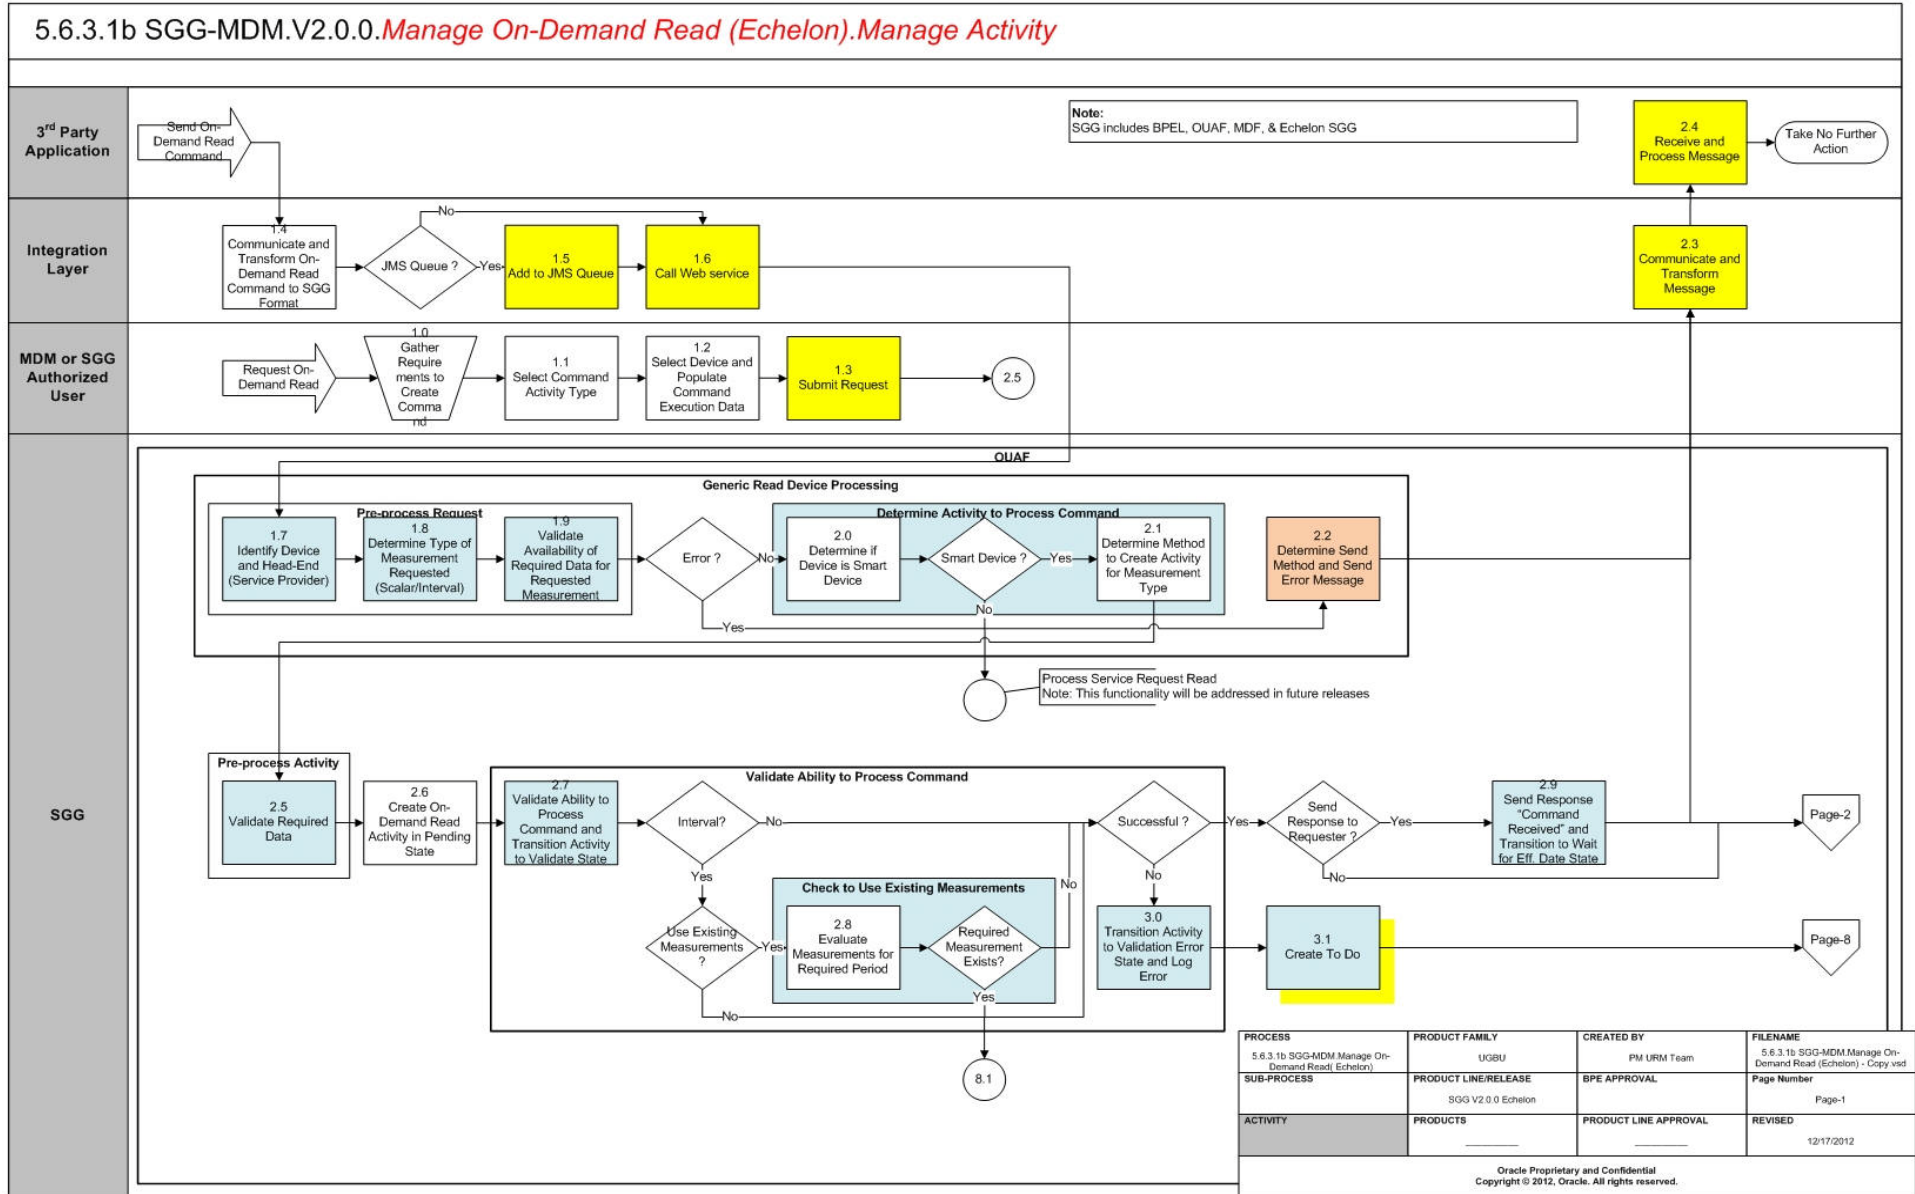 5.6.3.1b SGG-MDM.V2.0.0.Manage On-Demand Read (Echelon).Manage Activity
3rd Party
Application
Send On-
Demand Read
Command
Note:
SGG includes BPEL, OUAF, MDF, & Echelon SGG
2.4
Receive and
Process Message
Take No Further
Action
Integration
Layer
1.4
Communicate and
Transform On-
Demand Read
Command to SGG
Format
JMS Queue ?
No
Yes
1.5
Add to JMS Queue
1.6
Call Web service
2.3
Communicate and
Transform
Message
MDM or SGG
Authorized
User
Request On-
Demand Read
1.0
Gather
Require
ments to
Create
Comma
nd
1.1
Select Command
Activity Type
1.2
Select Device and
Populate
Command
Execution Data
1.3
Submit Request
2.5
SGG
OUAF
Generic Read Device Processing
Pre-process Request
1.7
Identify Device
and Head-End
(Service Provider)
1.8
Determine Type of
Measurement
Requested
(Scalar/Interval)
1.9
Validate
Availability of
Required Data for
Requested
Measurement
Error ?
No
Yes
Determine Activity to Process Command
2.0
Determine if
Device is Smart
Device
Smart Device ?
Yes
No
2.1
Determine Method
to Create Activity
for Measurement
Type
2.2
Determine Send
Method and Send
Error Message
Process Service Request Read
Note: This functionality will be addressed in future releases
Pre-process Activity
2.5
Validate Required
Data
2.6
Create On-
Demand Read
Activity in Pending
State
Validate Ability to Process Command
2.7
Validate Ability to
Process
Command and
Transition Activity
to Validate State
Interval?
No
Yes
Use Existing
Measurements
?
Yes
No
Check to Use Existing Measurements
2.8
Evaluate
Measurements for
Required Period
Required
Measurement
Exists?
No
Yes
8.1
Successful ?
Yes
No
3.0
Transition Activity
to Validation Error
State and Log
Error
3.1
Create To Do
Send
Response to
Requester ?
Yes
No
2.9
Send Response
"Command
Received" and
Transition to Wait
for Eff. Date State
Page-2
Page-8
PROCESS
5.6.3.1b SGG-MDM.Manage On-
Demand Read( Echelon)
PRODUCT FAMILY
UGBU
CREATED BY
PM URM Team
FILENAME
5.6.3.1b SGG-MDM.Manage On-
Demand Read (Echelon) - Copy.vsd
SUB-PROCESS
PRODUCT LINE/RELEASE
SGG V2.0.0 Echelon
BPE APPROVAL
Page Number
Page-1
ACTIVITY
PRODUCTS
PRODUCT LINE APPROVAL
REVISED
12/17/2012
Oracle Proprietary and Confidential
Copyright © 2012, Oracle. All rights reserved.